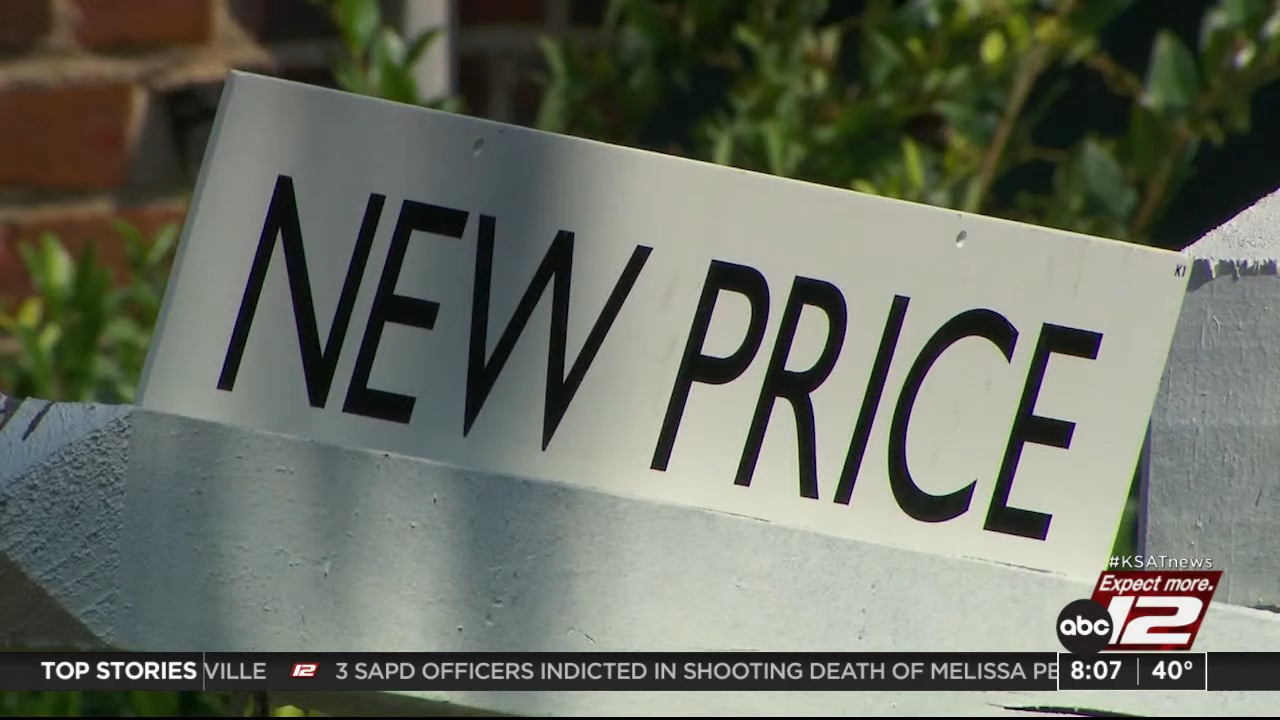 NEW PRICE
K1
#KSATnews
Expect more.
abc 12
TOP STORIES VILLE 12 3 SAPD OFFICERS INDICTED IN SHOOTING DEATH OF MELISSA PE 8:07 40°